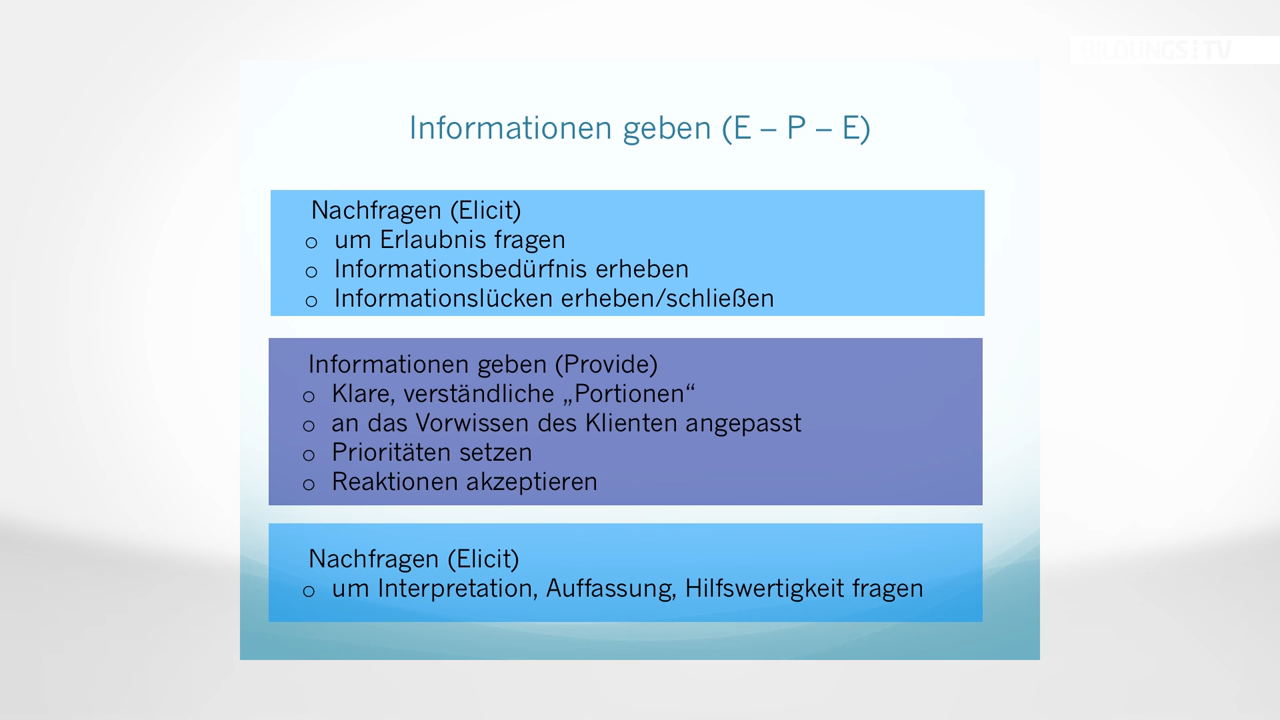 BILDUNGS TV
Informationen geben (E – P – E)
Nachfragen (Elicit)
o um Erlaubnis fragen
o Informationsbedürfnis erheben
o Informationslücken erheben/schließen
Informationen geben (Provide)
o Klare, verständliche „Portionen“
o an das Vorwissen des Klienten angepasst
o Prioritäten setzen
o Reaktionen akzeptieren
Nachfragen (Elicit)
o um Interpretation, Auffassung, Hilfswertigkeit fragen